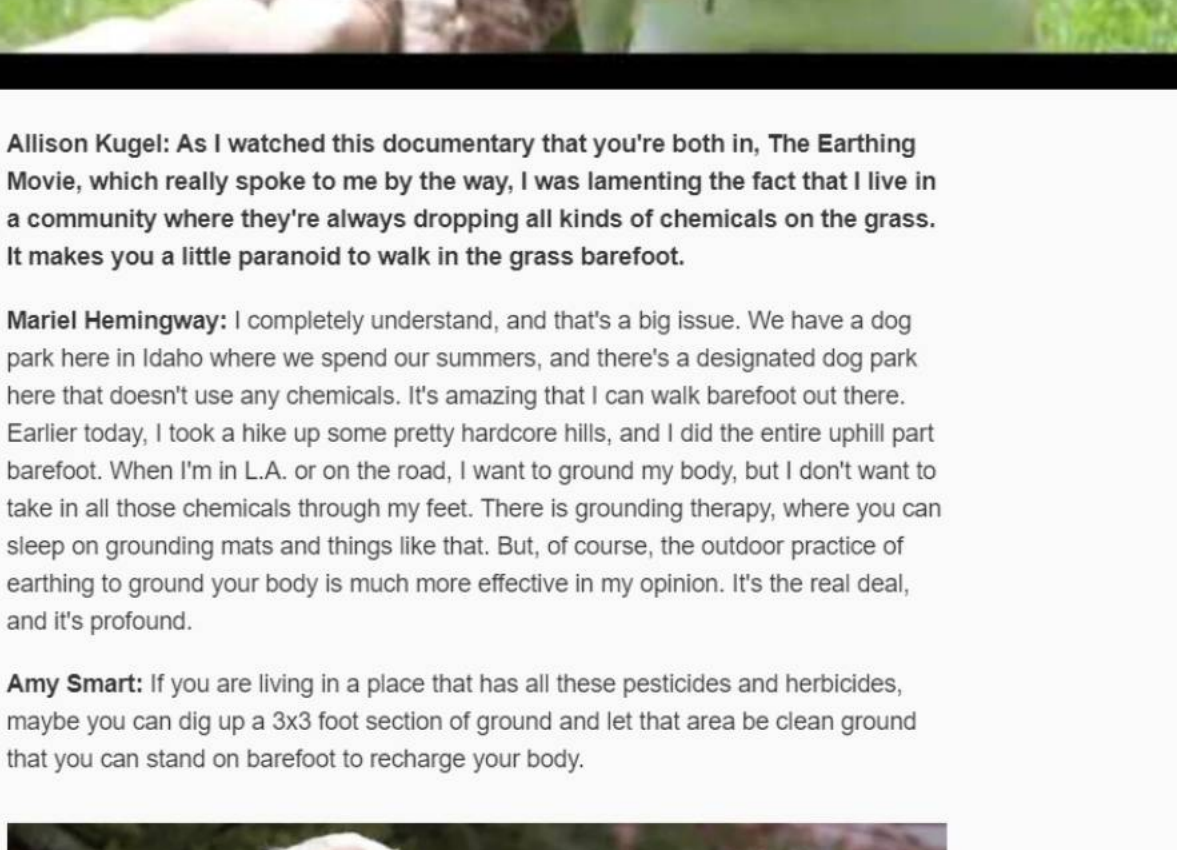 Allison Kugel: As I watched this documentary that you're both in, The Earthing
Movie, which really spoke to me by the way, I was lamenting the fact that I live in
a community where they're always dropping all kinds of chemicals on the grass.
It makes you a little paranoid to walk in the grass barefoot.
Mariel Hemingway: I completely understand, and that's a big issue. We have a dog
park here in Idaho where we spend our summers, and there's a designated dog park
here that doesn't use any chemicals. It's amazing that I can walk barefoot out there.
Earlier today, I took a hike up some pretty hardcore hills, and I did the entire uphill part
barefoot. When I'm in L.A. or on the road, I want to ground my body, but I don't want to
take in all those chemicals through my feet. There is grounding therapy, where you can
sleep on grounding mats and things like that. But, of course, the outdoor practice of
earthing to ground your body is much more effective in my opinion. It's the real deal,
and it's profound.
Amy Smart: If you are living in a place that has all these pesticides and herbicides,
maybe you can dig up a 3x3 foot section of ground and let that area be clean ground
that you can stand on barefoot to recharge your body.